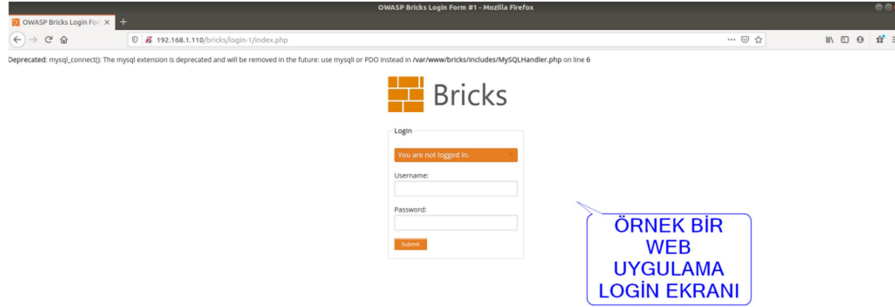 OWASP Bricks Login Form #1 - Mozilla Firefox
OWASP Bricks Login For
192.168.1.110/bricks/login-1/index.php
Deprecated: mysql_connect(): The mysql extension is deprecated and will be removed in the future: use mysqli or PDO instead in /var/www/bricks/includes/MySQLHandler.php on line 6
Bricks
Login
You are not logged in.
Username:
Password:
Submit
ÖRNEK BİR
WEB
UYGULAMA
LOGİN EKRANI